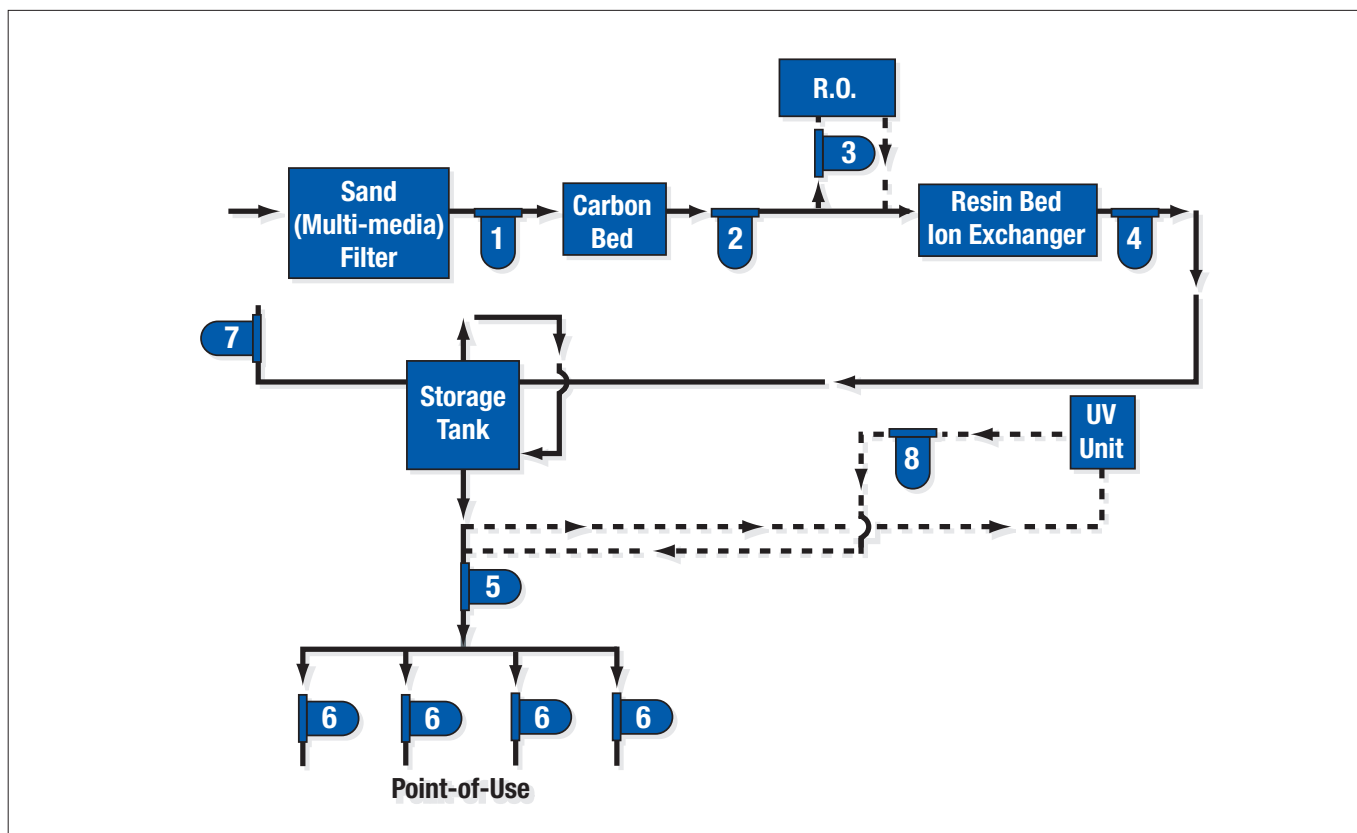 R.O.
3
Sand
(Multi-media)
Filter
1
Carbon
Bed
2
Resin Bed
Ion Exchanger
4
7
Storage
Tank
UV
Unit
8
5
6
6
6
6
Point-of-Use